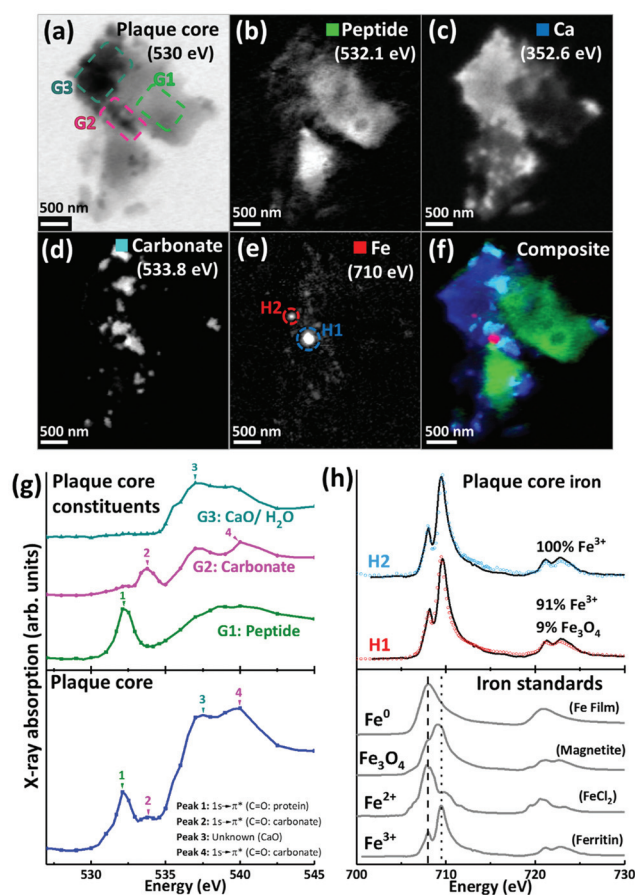 (a) Plaque core
(530 eV)
G3
G1
G2
500 nm
(b) Peptide
(532.1 eV)
500 nm
(c) Ca
(352.6 eV)
500 nm
(d) Carbonate
(533.8 eV)
500 nm
(e) Fe
(710 eV)
H2
H1
500 nm
(f) Composite
500 nm
(g) Plaque core
constituents
3
G3: CaO/ H₂O
4
2
G2: Carbonate
1
G1: Peptide
Plaque core
3
4
1
2
Peak 1: 1s→π* (C=O: protein)
Peak 2: 1s→π* (C=O: carbonate)
Peak 3: Unknown (CaO)
Peak 4: 1s→π* (C=O: carbonate)
530 535 540 545
Energy (eV)
X-ray absorption (arb. units)
(h) Plaque core iron
H2
100% Fe³⁺
91% Fe³⁺
H1
9% Fe₃O₄
Iron standards
Fe⁰ (Fe Film)
Fe₃O₄ (Magnetite)
Fe²⁺ (FeCl₂)
Fe³⁺ (Ferritin)
700 710 720 730
Energy (eV)